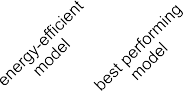 energy-efficient
model
best performing
model